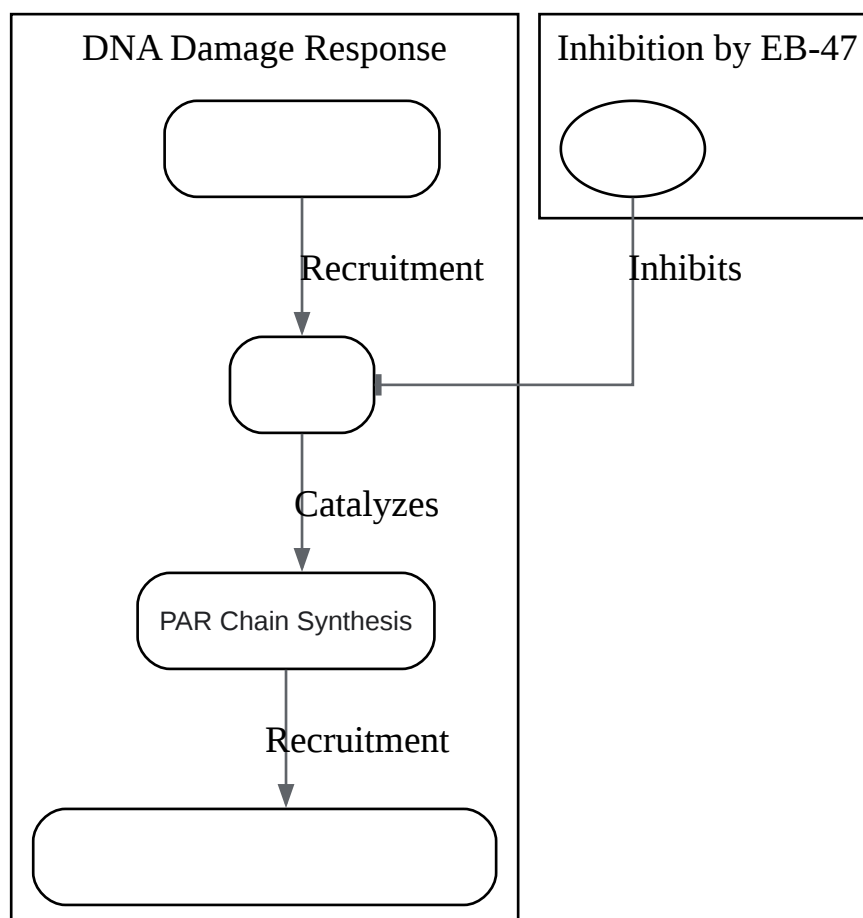 DNA Damage Response
Inhibition by EB-47
Recruitment
Inhibits
Catalyzes
PAR Chain Synthesis
Recruitment